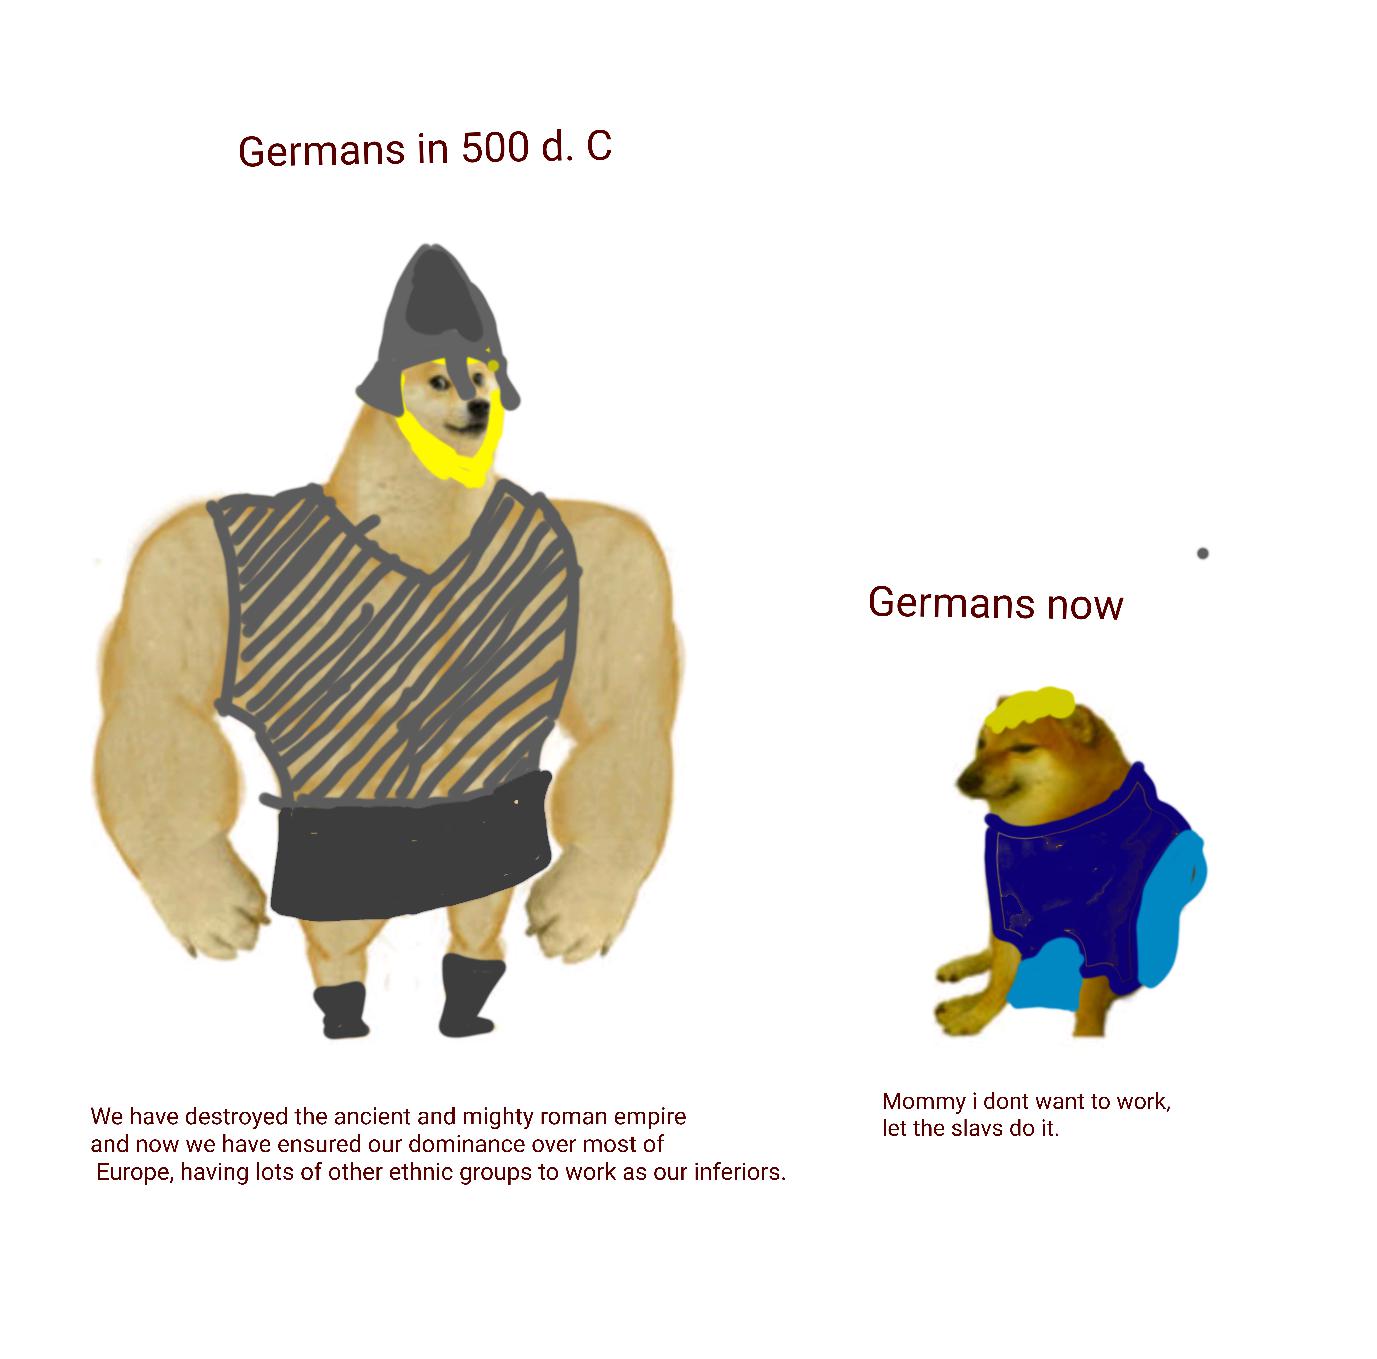 Germans in 500 d. C
Germans now
We have destroyed the ancient and mighty roman empire
and now we have ensured our dominance over most of
Europe, having lots of other ethnic groups to work as our inferiors.
Mommy i dont want to work,
let the slavs do it.